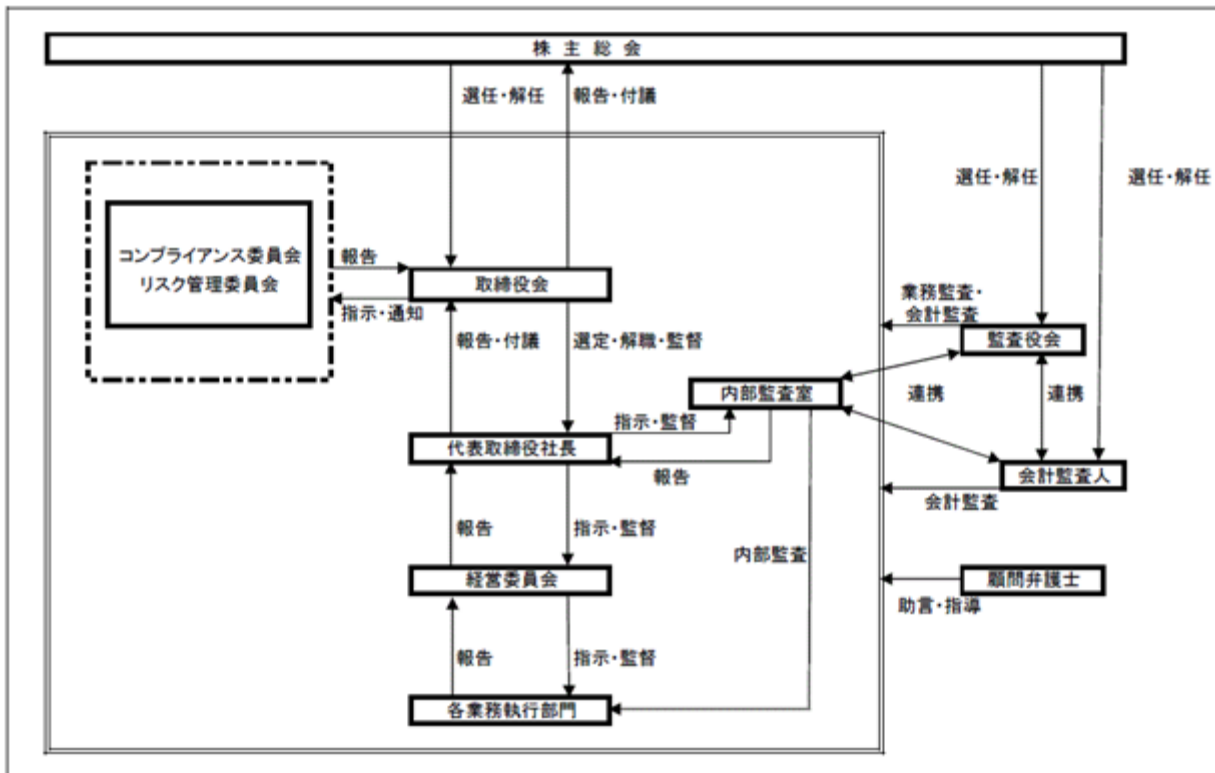 株 主 総 会
選任・解任
報告・付議
選任・解任
選任・解任
コンプライアンス委員会
リスク管理委員会
報告
指示・通知
取締役会
業務監査・
会計監査
監査役会
報告・付議
選定・解職・監督
内部監査室
連携
連携
指示・監督
代表取締役社長
報告
会計監査人
会計監査
報告
指示・監督
内部監査
経営委員会
顧問弁護士
助言・指導
報告
指示・監督
各業務執行部門